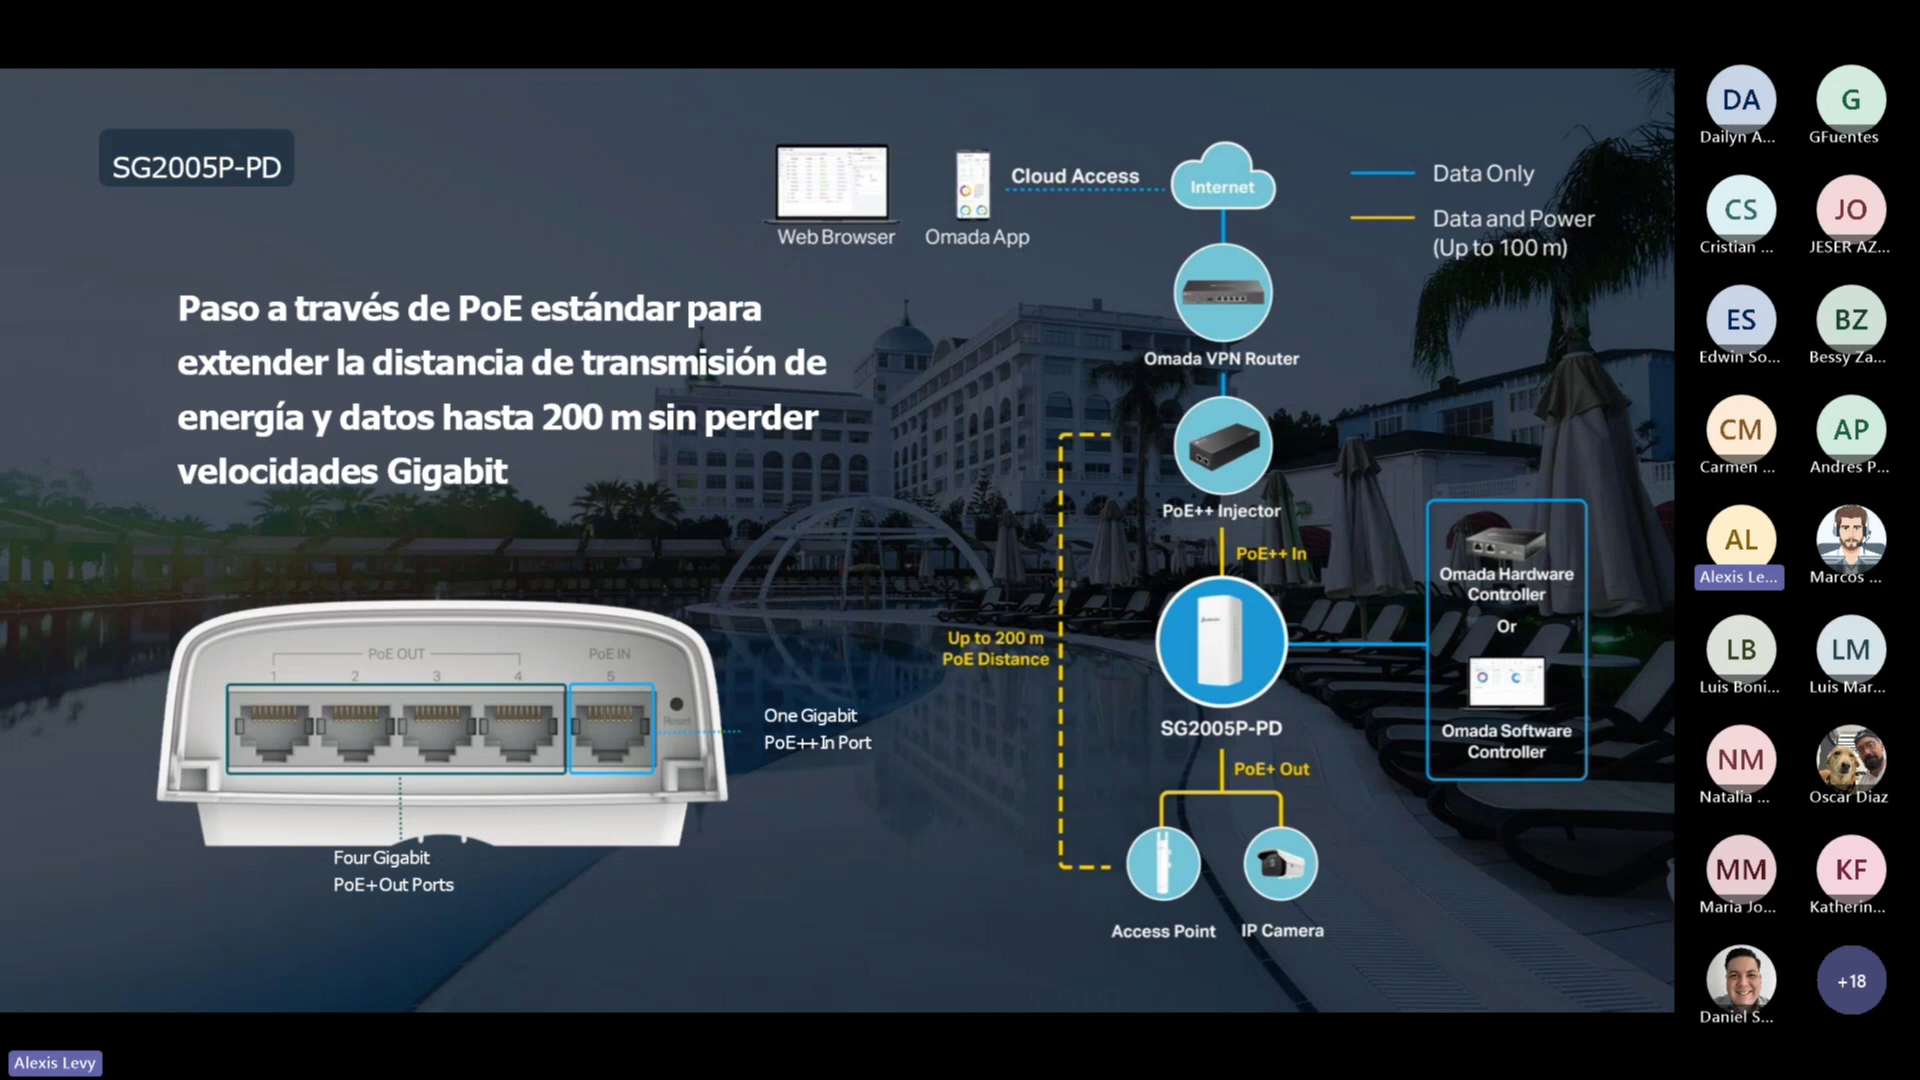 SG2005P-PD
Paso a través de PoE estándar para
extender la distancia de transmisión de
energía y datos hasta 200 m sin perder
velocidades Gigabit
PoE OUT
PoE IN
1
2
3
4
5
Reset
One Gigabit
PoE++ In Port
Four Gigabit
PoE+ Out Ports
Web Browser
Omada App
Cloud Access
Internet
Data Only
Data and Power
(Up to 100 m)
Omada VPN Router
PoE++ Injector
PoE++ In
Up to 200 m
PoE Distance
SG2005P-PD
PoE+ Out
Access Point
IP Camera
Omada Hardware
Controller
Or
Omada Software
Controller
DA
Dailyn A...
G
GFuentes
CS
Cristian ...
JO
JESER AZ...
ES
Edwin So...
BZ
Bessy Za...
CM
Carmen ...
AP
Andres P...
AL
Alexis Le...
Marcos ...
LB
Luis Boni...
LM
Luis Mar...
NM
Natalia ...
Oscar Diaz
MM
Maria Jo...
KF
Katherin...
Daniel S...
+18
Alexis Levy